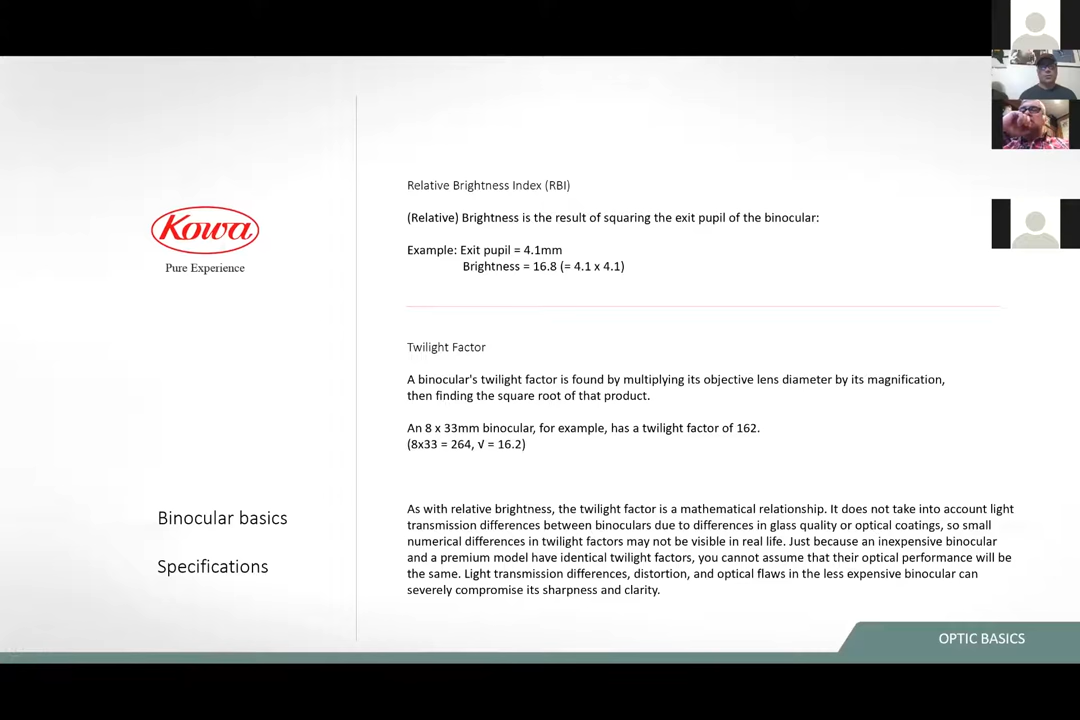 Kowa
Pure Experience
Binocular basics
Specifications
Relative Brightness Index (RBI)
(Relative) Brightness is the result of squaring the exit pupil of the binocular:
Example: Exit pupil = 4.1mm
Brightness = 16.8 (= 4.1 x 4.1)
Twilight Factor
A binocular's twilight factor is found by multiplying its objective lens diameter by its magnification,
then finding the square root of that product.
An 8 x 33mm binocular, for example, has a twilight factor of 162.
(8x33 = 264, √ = 16.2)
As with relative brightness, the twilight factor is a mathematical relationship. It does not take into account light
transmission differences between binoculars due to differences in glass quality or optical coatings, so small
numerical differences in twilight factors may not be visible in real life. Just because an inexpensive binocular
and a premium model have identical twilight factors, you cannot assume that their optical performance will be
the same. Light transmission differences, distortion, and optical flaws in the less expensive binocular can
severely compromise its sharpness and clarity.
OPTIC BASICS